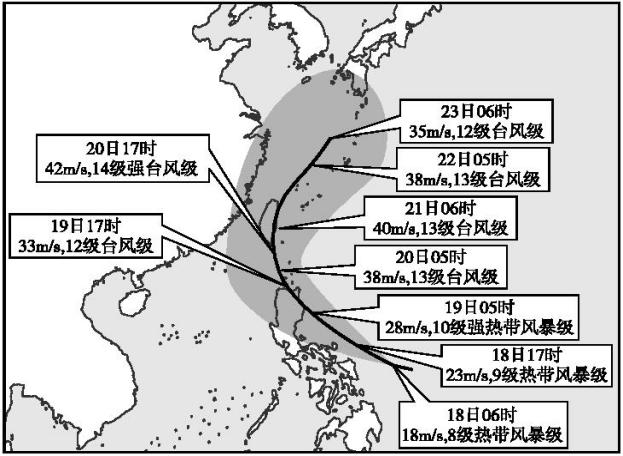 23日06时
35m/s,12级台风级
20日17时
42m/s,14级强台风级
22日05时
38m/s,13级台风级
21日06时
40m/s,13级台风级
19日17时
33m/s,12级台风级
20日05时
38m/s,13级台风级
19日05时
28m/s,10级强热带风暴级
18日17时
23m/s,9级热带风暴级
18日06时
18m/s,8级热带风暴级